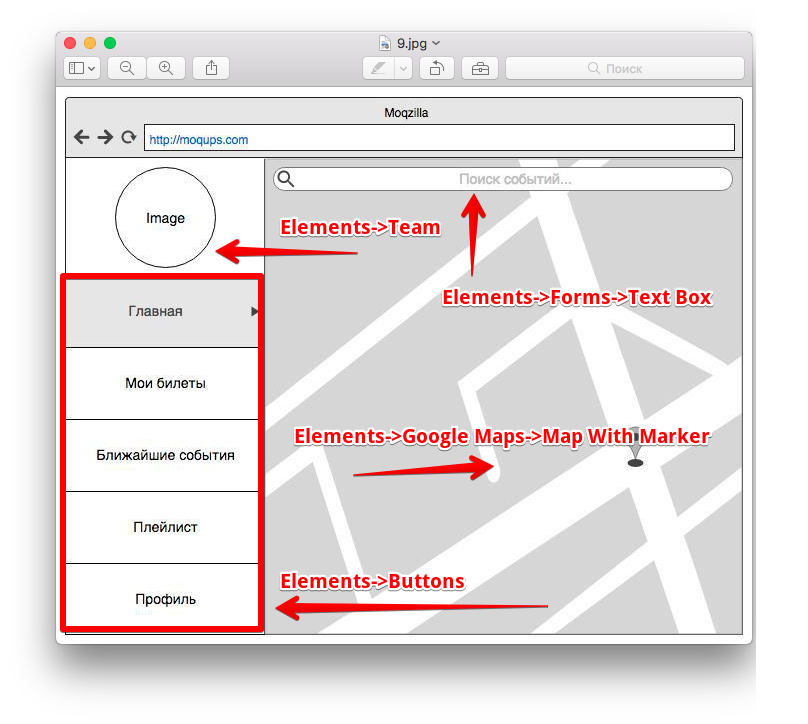 9.jpg
Поиск
Moqzilla
http://moqups.com
Image
Поиск событий...
Elements->Team
Elements->Forms->Text Box
Главная
Мои билеты
Elements->Google Maps->Map With Marker
Ближайшие события
Плейлист
Elements->Buttons
Профиль